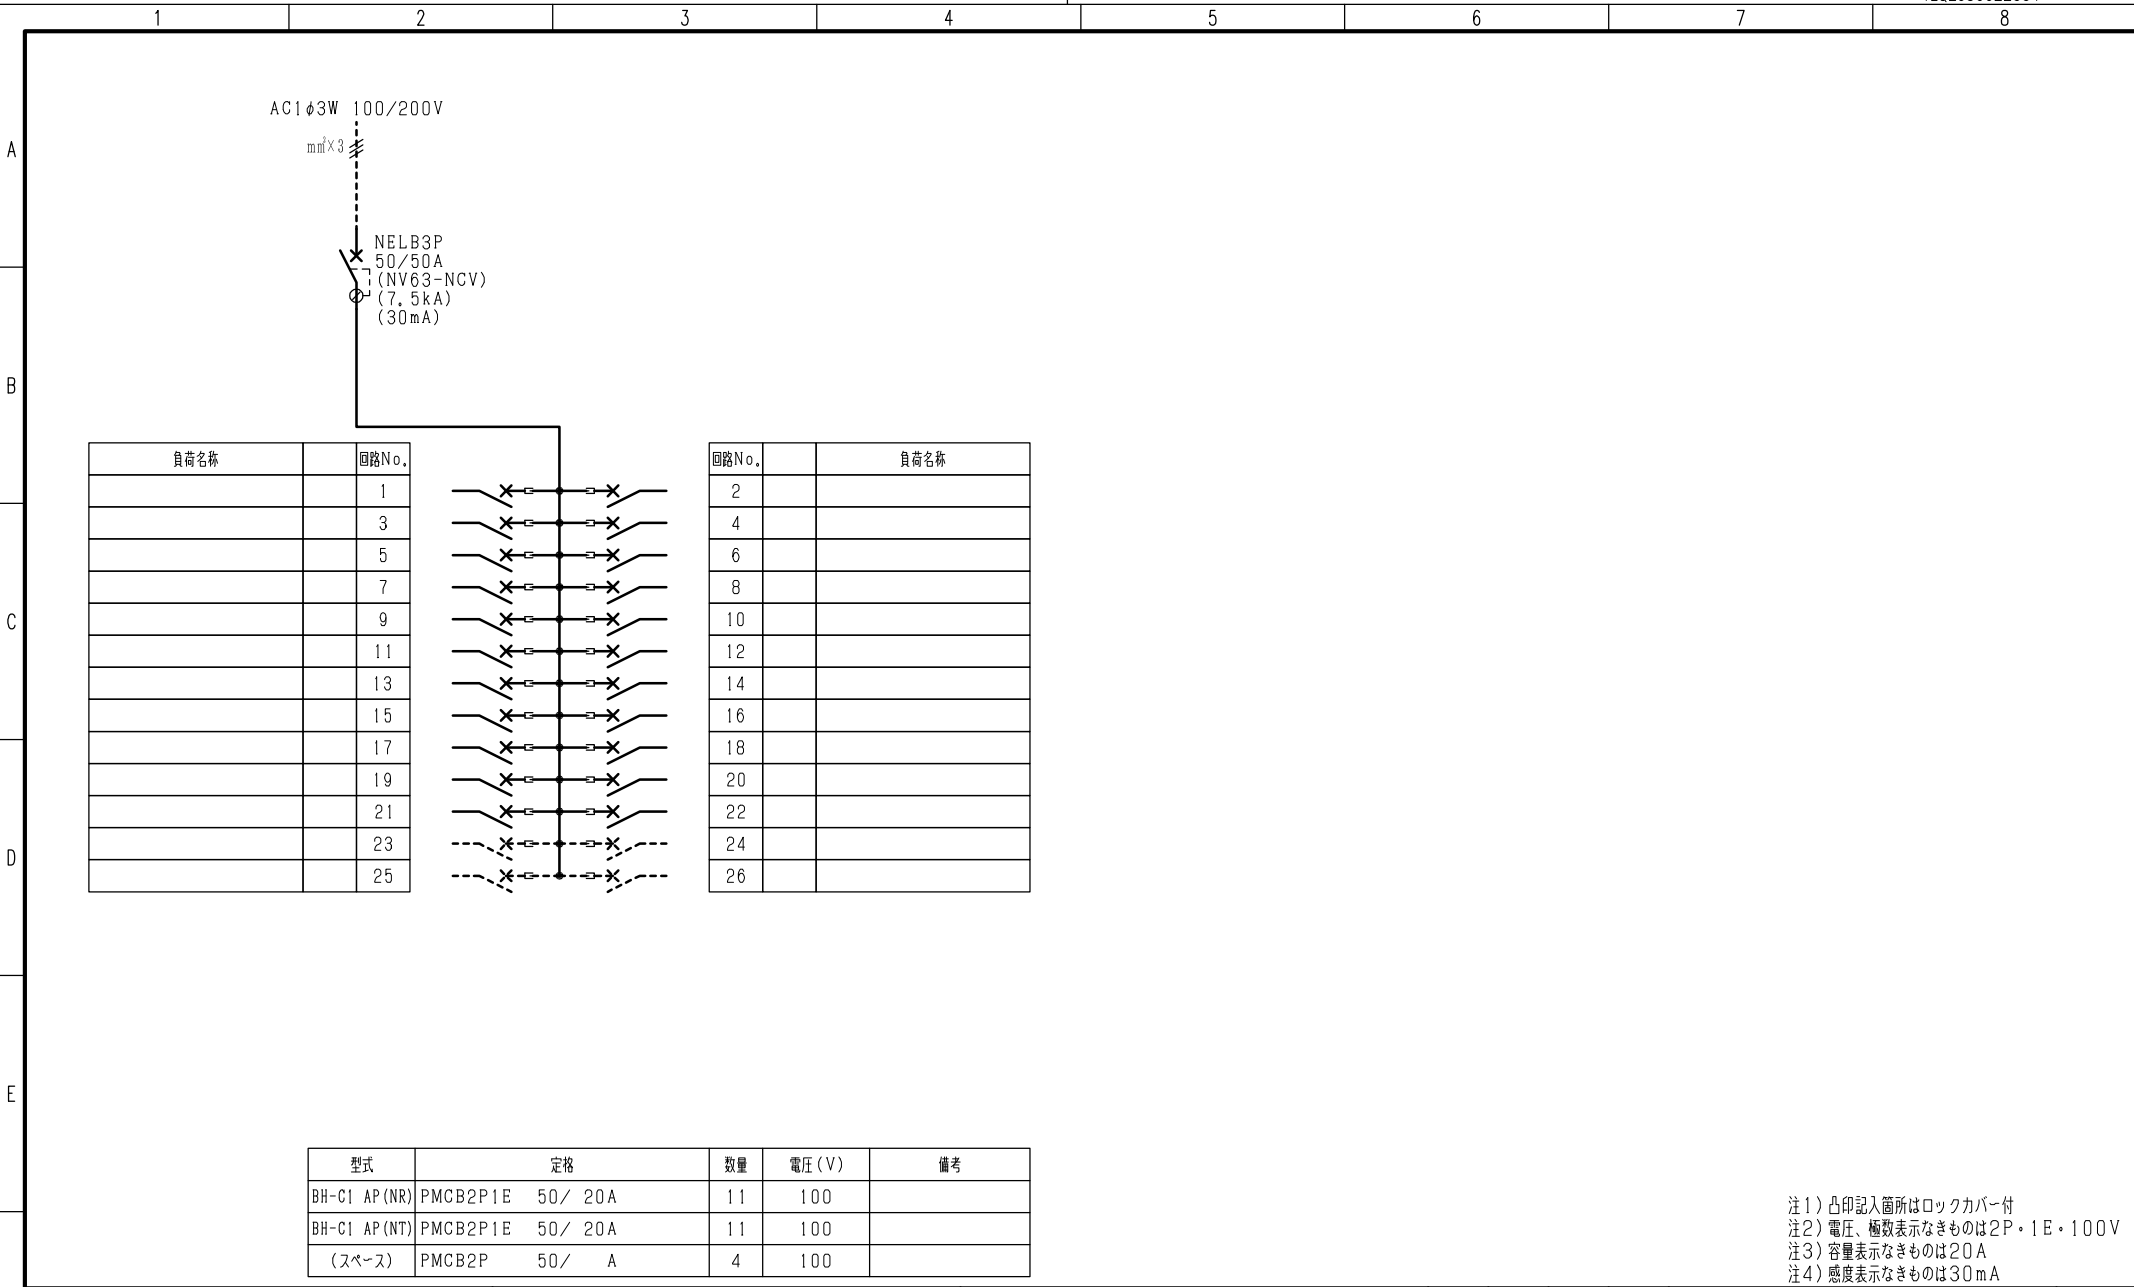 1 2 3 4 5 6 7 8
A
B
C
D
E
AC1φ3W 100/200V
mm²×3
NELB3P
50/50A
(NV63-NCV)
(7.5kA)
(30mA)
負荷名称 回路No. 回路No. 負荷名称
1 2
3 4
5 6
7 8
9 10
11 12
13 14
15 16
17 18
19 20
21 22
23 24
25 26
型式 定格 数量 電圧(V) 備考
BH-C1 AP(NR) PMCB2P1E 50/ 20A 11 100
BH-C1 AP(NT) PMCB2P1E 50/ 20A 11 100
(スペース) PMCB2P 50/ A 4 100
注1)凸印記入箇所はロックカバー付
注2)電圧、極数表示なきものは2P・1E・100V
注3)容量表示なきものは20A
注4)感度表示なきものは30mA